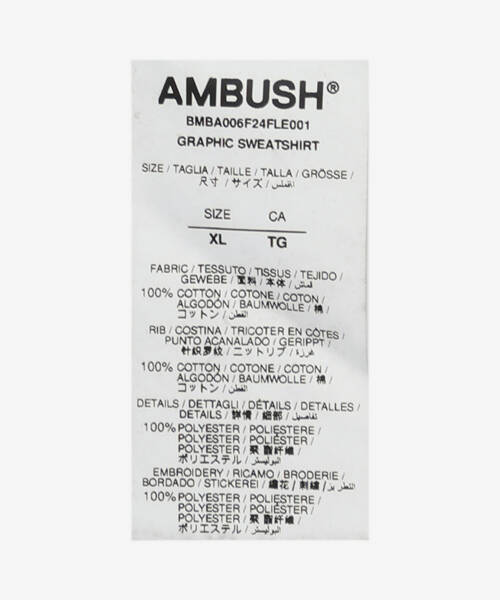 AMBUSH®
BMBA006F24FLE001
GRAPHIC SWEATSHIRT
SIZE / TAGLIA / TAILLE / TALLA / GRÖSSE /
尺寸 / サイズ / المقاس
SIZE CA
XL TG
FABRIC / TESSUTO / TISSUS / TEJIDO /
GEWEBE / 面料 / 本体 / قماش
100% COTTON / COTONE / COTON /
ALGODÓN / BAUMWOLLE / 棉 /
コットン / القطن
RIB / COSTINA / TRICOTER EN CÔTES /
PUNTO ACANALADO / GERIPPT /
针织罗纹 / ニットリブ / غرزة
100% COTTON / COTONE / COTON /
ALGODÓN / BAUMWOLLE / 棉 /
コットン / القطن
DETAILS / DETTAGLI / DÉTAILS / DETALLES /
DETAILS / 詳情 / 細部 / تفاصيل
100% POLYESTER / POLIESTERE /
POLYESTER / POLIÉSTER /
POLYESTER / 聚酯纤维 /
ポリエステル / البوليستر
EMBROIDERY / RICAMO / BRODERIE /
BORDADO / STICKEREI / 繡花 / 刺繍 / التطريز
100% POLYESTER / POLIESTERE /
POLYESTER / POLIÉSTER /
POLYESTER / 聚酯纤维 /
ポリエステル / البوليستر